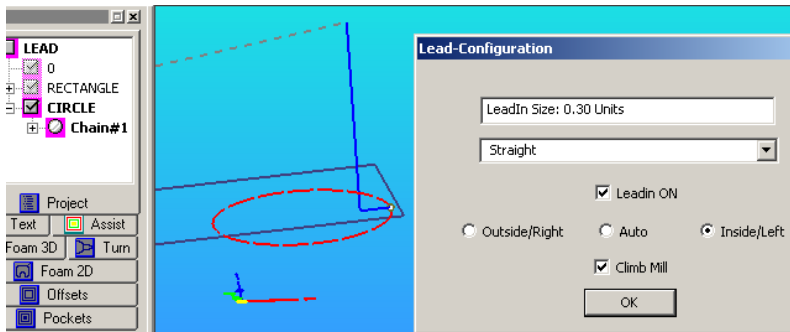 LEAD
0
RECTANGLE
CIRCLE
Chain#1
Project
Text
Assist
Foam 3D
Turn
Foam 2D
Offsets
Pockets
Lead-Configuration
LeadIn Size: 0.30 Units
Straight
Leadin ON
Outside/Right
Auto
Inside/Left
Climb Mill
OK